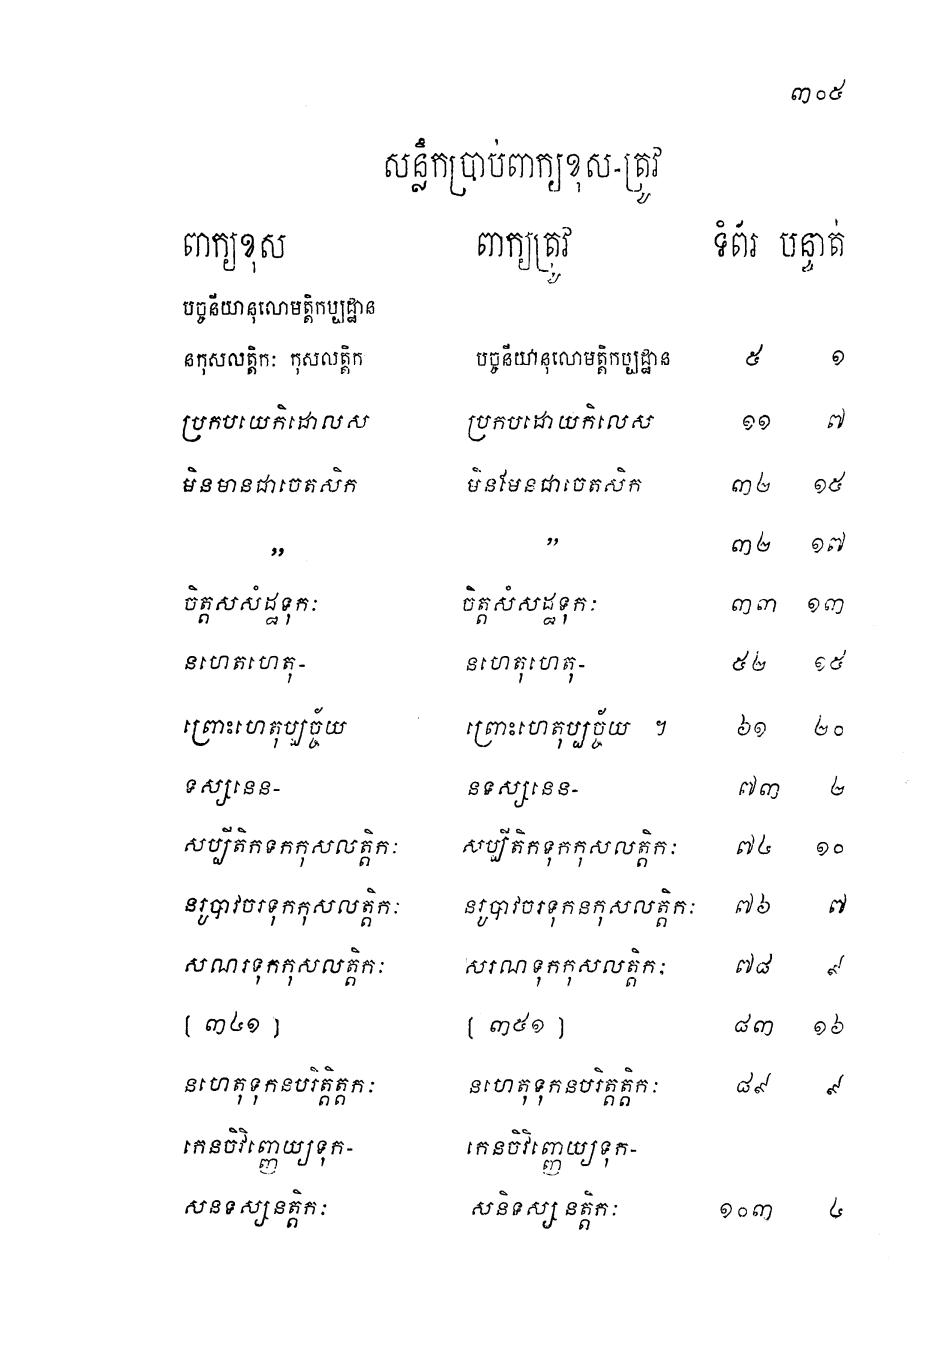 ៣០៥
សន្លឹកប្រាប់ពាក្យខុស-ត្រូវ
ពាក្យខុស ពាក្យត្រូវ ទំព័រ បន្ទាត់
បច្ចនីយានុលោមត្តិកប្បដ្ឋាន
នកុសលត្តិកៈ កុសលត្តិក បច្ចនីយានុលោមត្តិកប្បដ្ឋាន ៥ ១
ប្រកបយេកិដោលស ប្រកបដោយកិលេស ១១ ៧
មិនមានជាចេតសិក មិនមែនជាចេតសិក ៣២ ១៥
,, ,, ៣២ ១៧
ចិត្តសសំដ្ឋទុកៈ ចិត្តសំសដ្ឋទុកៈ ៣៣ ១៣
នហេតហេតុ- នហេតុហេតុ- ៥២ ១៥
ព្រោះហេតុប្បច្ច័យ ព្រោះហេតុប្បច្ច័យ ។ ៦១ ២០
ទស្សនេន- នទស្សនេន- ៧៣ ២
សប្បីតិកទកកុសលត្តិកៈ សប្បីតិកទុកកុសលត្តិកៈ ៧៤ ១០
នរូបាវចរទុកកុសលត្តិកៈ នរូបាវចរទុកនកុសលត្តិកៈ ៧៦ ៧
សណរទុកកុសលត្តិកៈ សរណទុកកុសលត្តិកៈ ៧៨ ៩
( ៣៤១ ) ( ៣៥១ ) ៨៣ ១៦
នហេតុទុកនបរិត្តិត្តកៈ នហេតុទុកនបរិត្តត្តិកៈ ៨៩ ៩
កេនចិវិញ្ញេយ្យទុក- កេនចិវិញ្ញេយ្យទុក-
សនទស្សនត្តិកៈ សនិទស្សនត្តិកៈ ១០៣ ៤